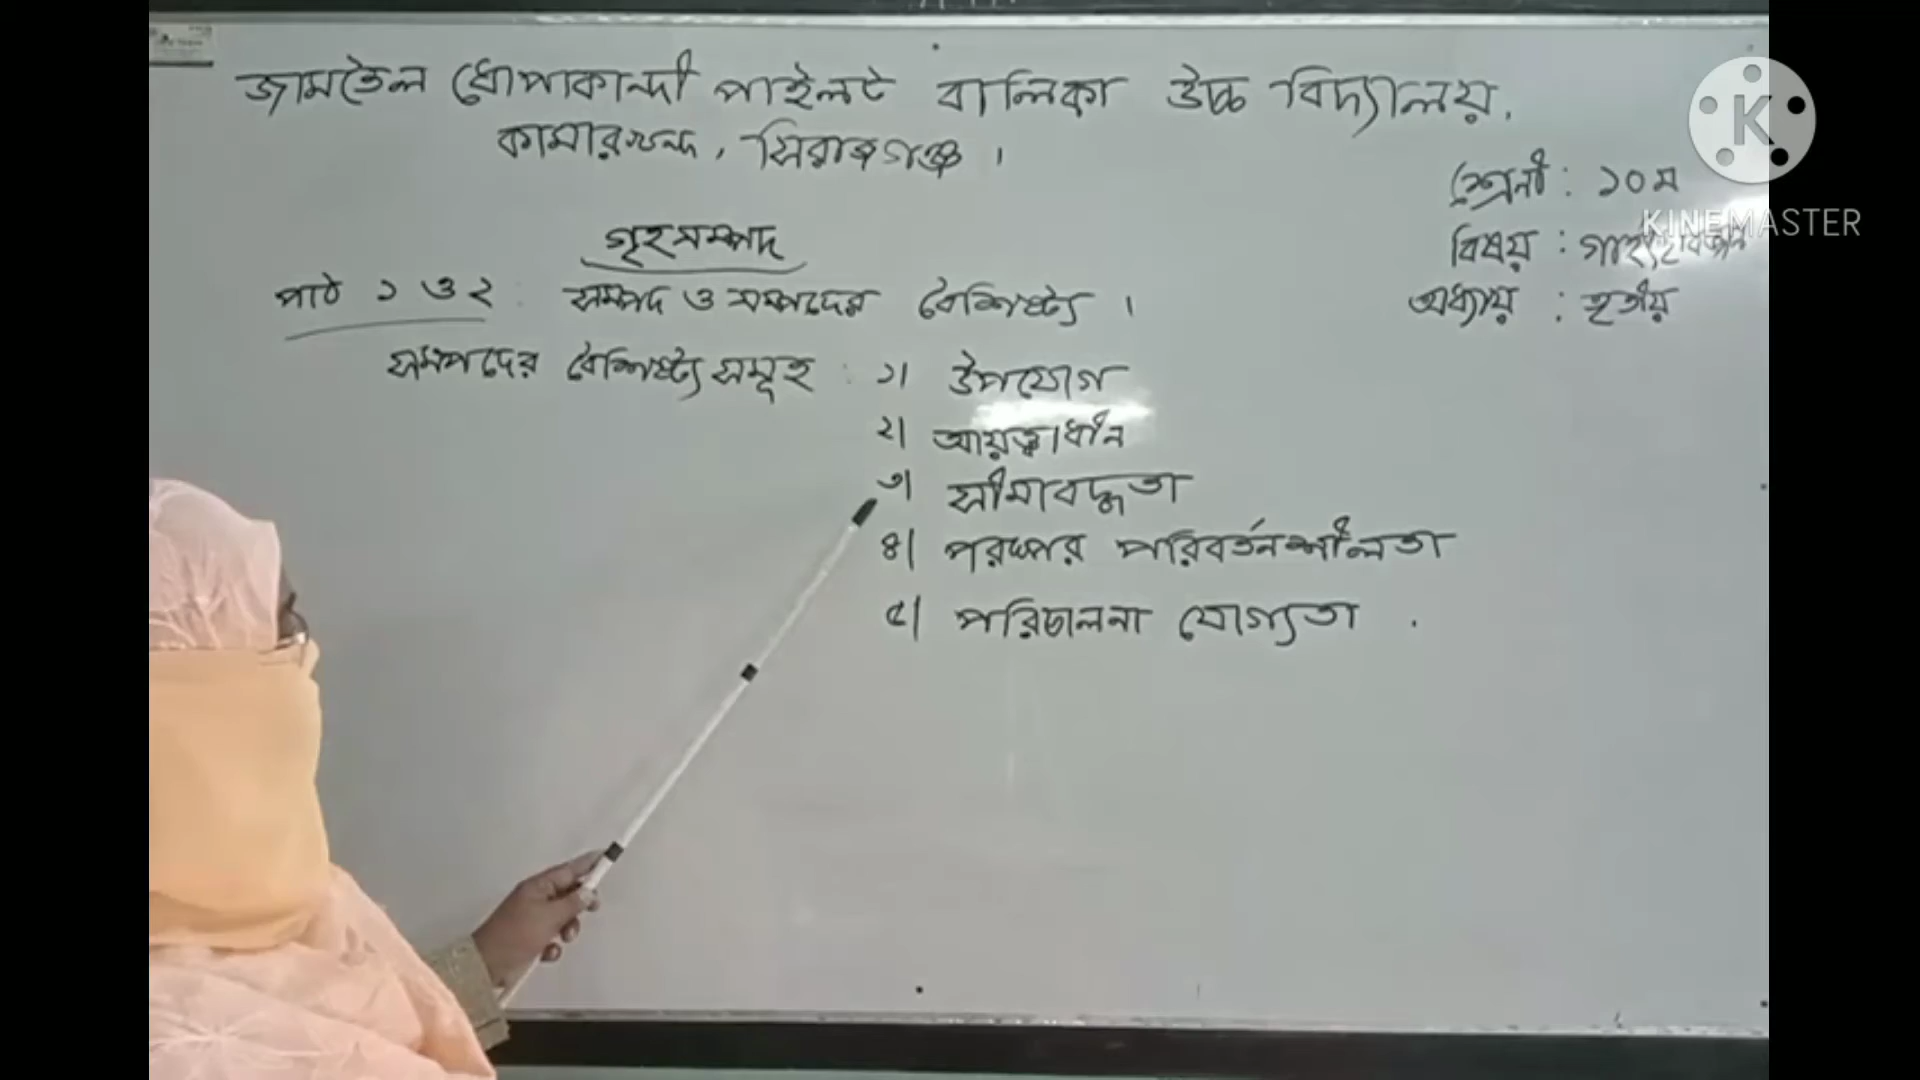 জামতৈল ধোপাকান্দী পাইলট বালিকা উচ্চ বিদ্যালয়,
কামারখন্দ, সিরাজগঞ্জ।
শ্রেনী : ১০ম
KINEMASTER
বিষয় : গার্হস্থ্যবিজ্ঞান
অধ্যায় : তৃতীয়
গৃহসম্পদ
পাঠ ১ ও ২ : সম্পদ ও সম্পদের বৈশিষ্ট্য।
সম্পদের বৈশিষ্ট্য সমূহ : ১। উপযোগ
২। আয়ত্বাধীন
৩। সীমাবদ্ধতা
৪। পরস্পর পরিবর্তনশীলতা
৫। পরিচালনা যোগ্যতা .